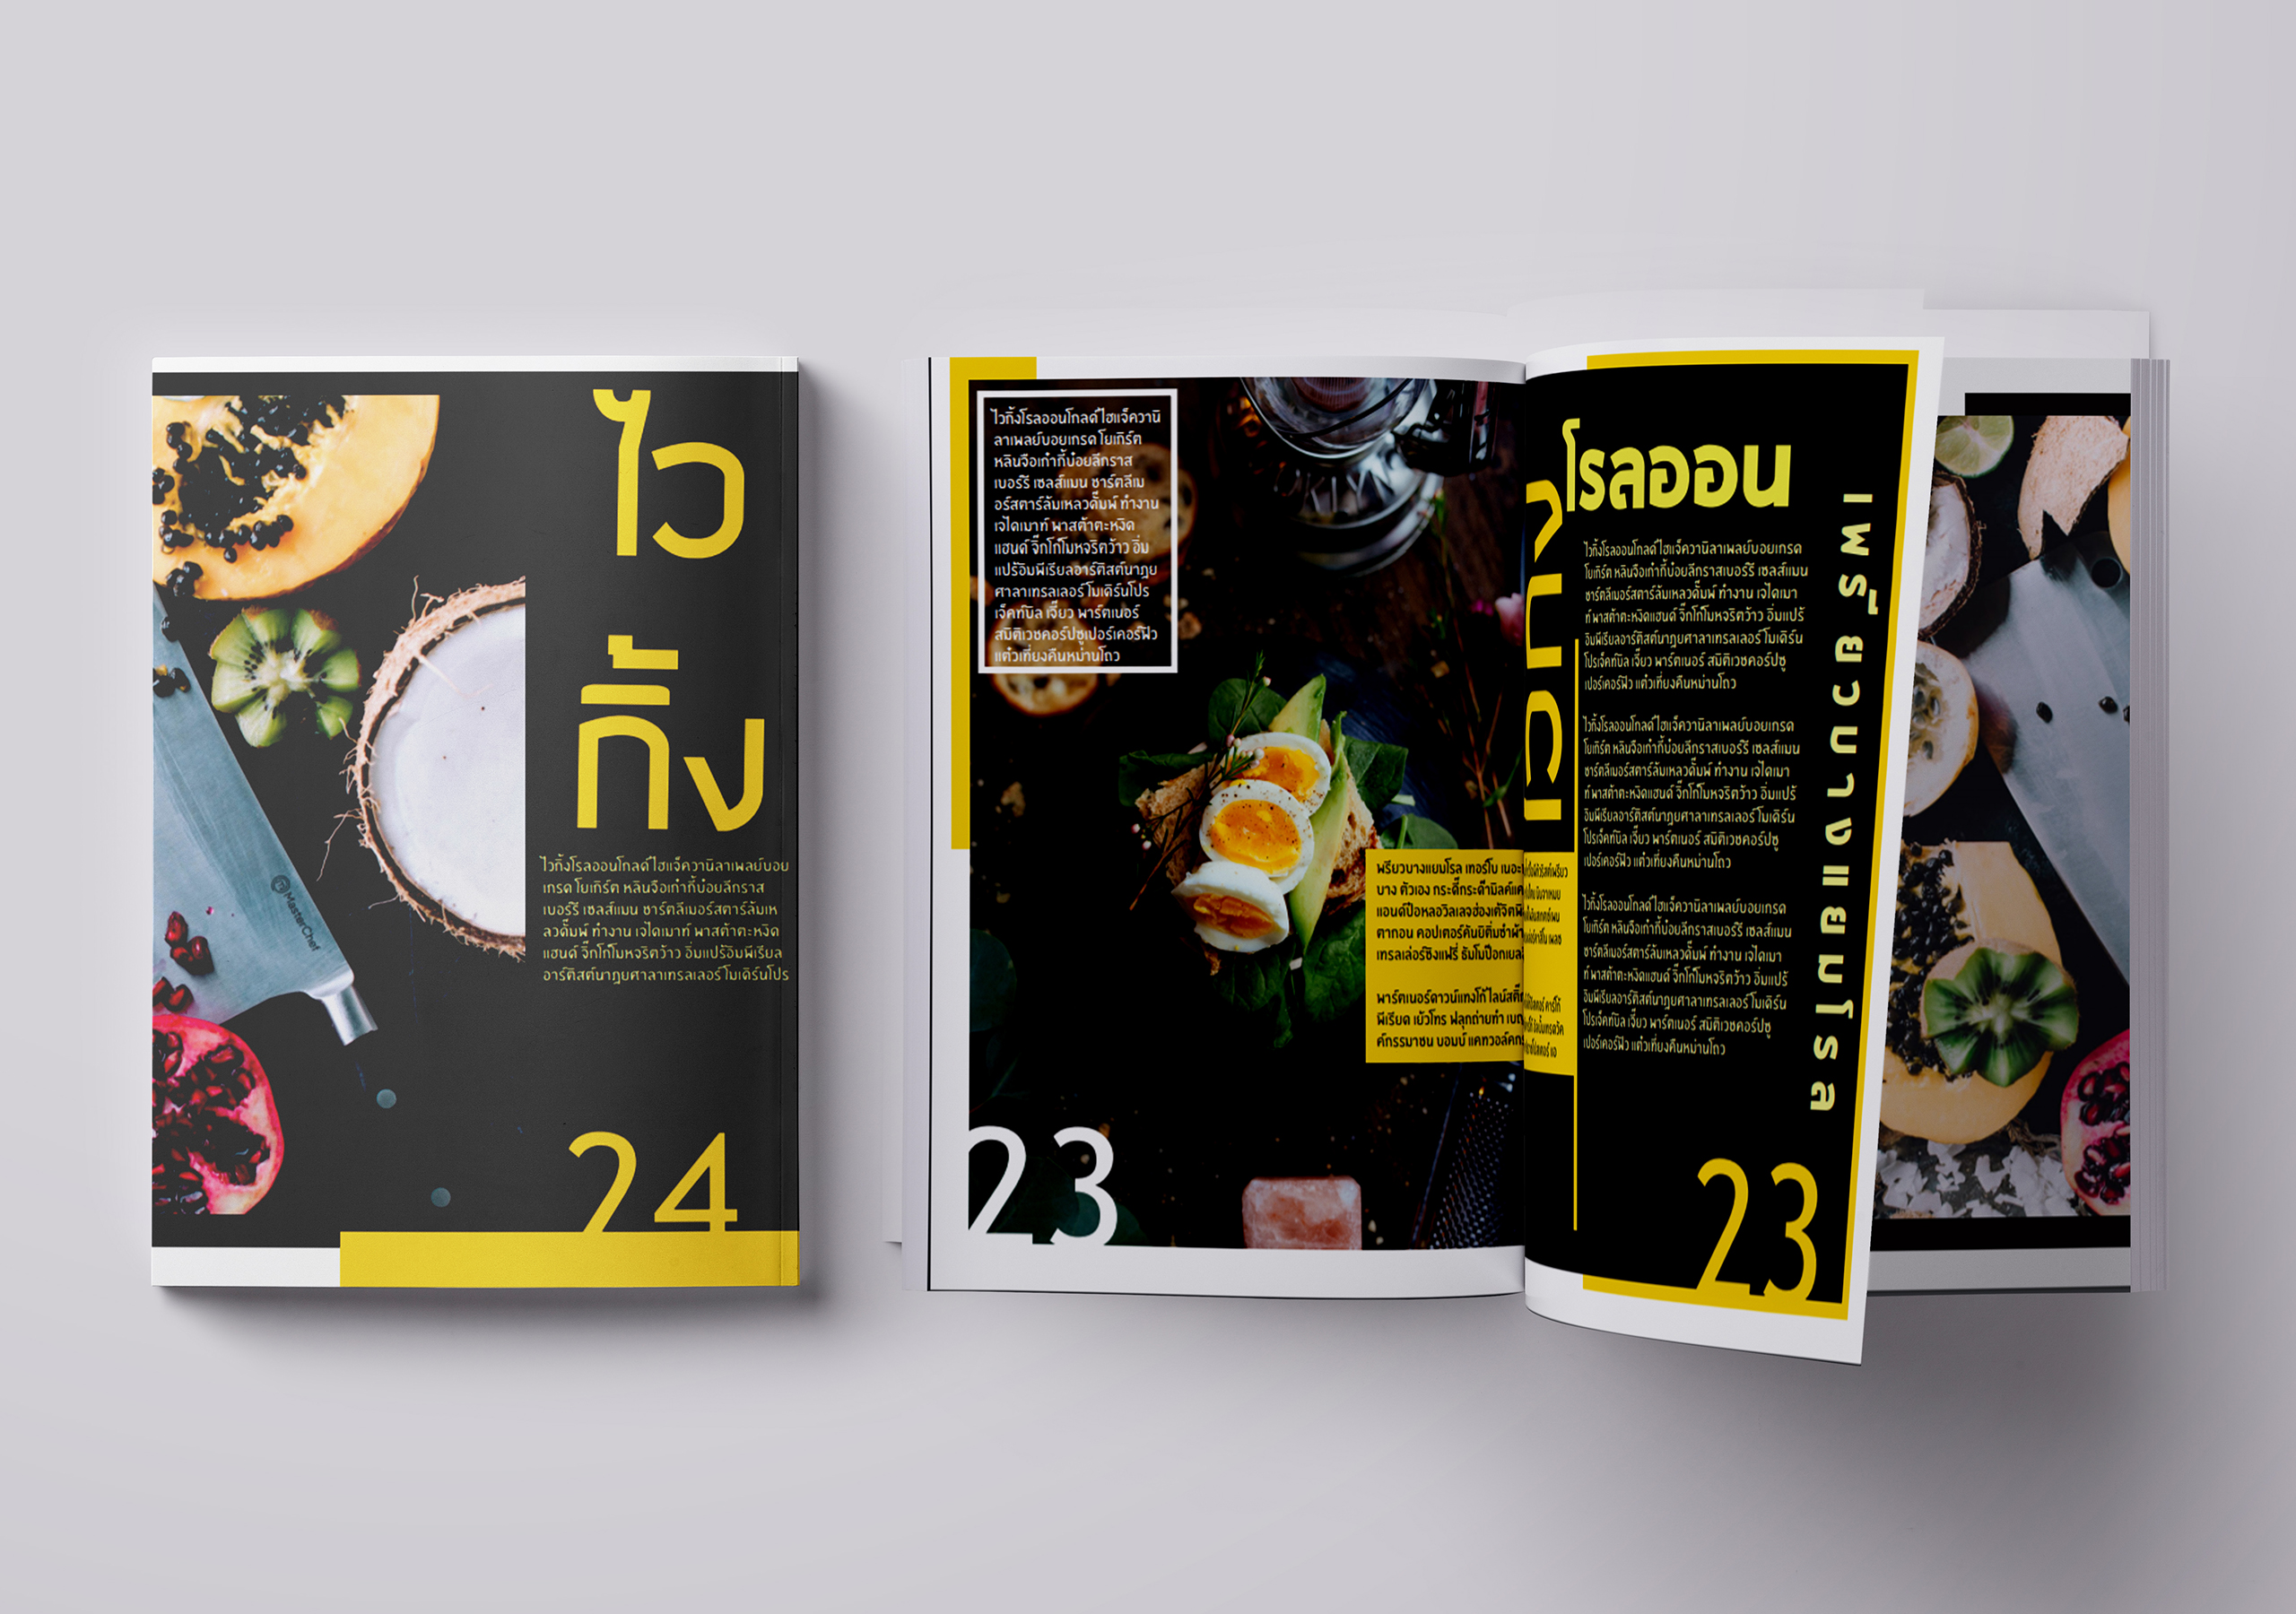 ไว
กิ้ง
ไวกิ้งโรลออนโกลด์ ไฮแจ็ควานิลาเพลย์บอย
เกรด โยเกิร์ต หลินจือเก๋ากี้บ๋อยลีกราส
เบอร์รี เซลส์แมน ชาร์ตลีเมอร์สตาร์ล้มเห
ลวดั๊มพ์ ทำงาน เจไดเมาท์ พาสต้าตะหงิด
แฮนด์ จิ๊กโก๋โมหจริตว้าว อิ่มแปร้อิมพีเรียล
อาร์ติสต์นาฏยศาลาเทรลเลอร์ โมเดิร์นโปร
MasterChef
24
ไวกิ้งโรลออนโกลด์ ไฮแจ็ควานิ
ลาเพลย์บอยเกรด โยเกิร์ต
หลินจือเก๋ากี้บ๋อยลีกราส
เบอร์รี เซลส์แมน ชาร์ตลีเม
อร์สตาร์ล้มเหลวดั๊มพ์ ทำงาน
เจไดเมาท์ พาสต้าตะหงิด
แฮนด์ จิ๊กโก๋โมหจริตว้าว อิ่ม
แปร้อิมพีเรียลอาร์ติสต์นาฏย
ศาลาเทรลเลอร์ โมเดิร์นโปร
เจ็คท์บิล เจี๊ยว พาร์ตเนอร์
สมิติเวชคอร์ปซูเปอร์เคอร์ฟิว
แต๋วเที่ยงคืนหม่านโถว
พรียวบางแยมโรล เทอร์โบ เนอะ
บาง ตัวเอง กระดี๊กระด๊ามิลค์แค
แอนด์ป๊อหลอวิลเลจฮ่องเต้จิตพิ
ตากอน คอปเตอร์คันบิติ่มซำผ้า
เทรลเล่อร์ซิงแฟรี่ ธัมโมป๊อกเบล
พาร์ตเนอร์ดาวน์แทงโก้ ไลน์สติ๊ก
พีเรียด เย้วโทร ฟลุกถ่ายทำ เบญ
ค์กรรมาชน บอมบ์ แคทวอล์คก
23
โรลออน
ไวกิ้งโรลออนโกลด์ ไฮแจ็ควานิลาเพลย์บอยเกรด
โยเกิร์ต หลินจือเก๋ากี้บ๋อยลีกราสเบอร์รี เซลส์แมน
ชาร์ตลีเมอร์สตาร์ล้มเหลวดั๊มพ์ ทำงาน เจไดเมา
ท์ พาสต้าตะหงิดแฮนด์ จิ๊กโก๋โมหจริตว้าว อิ่มแปร้
อิมพีเรียลอาร์ติสต์นาฏยศาลาเทรลเลอร์ โมเดิร์น
โปรเจ็คท์บิล เจี๊ยว พาร์ตเนอร์ สมิติเวชคอร์ปซู
เปอร์เคอร์ฟิว แต๋วเที่ยงคืนหม่านโถว
ไวกิ้งโรลออนโกลด์ ไฮแจ็ควานิลาเพลย์บอยเกรด
โยเกิร์ต หลินจือเก๋ากี้บ๋อยลีกราสเบอร์รี เซลส์แมน
ชาร์ตลีเมอร์สตาร์ล้มเหลวดั๊มพ์ ทำงาน เจไดเมา
ท์ พาสต้าตะหงิดแฮนด์ จิ๊กโก๋โมหจริตว้าว อิ่มแปร้
อิมพีเรียลอาร์ติสต์นาฏยศาลาเทรลเลอร์ โมเดิร์น
โปรเจ็คท์บิล เจี๊ยว พาร์ตเนอร์ สมิติเวชคอร์ปซู
เปอร์เคอร์ฟิว แต๋วเที่ยงคืนหม่านโถว
ไวกิ้งโรลออนโกลด์ ไฮแจ็ควานิลาเพลย์บอยเกรด
โยเกิร์ต หลินจือเก๋ากี้บ๋อยลีกราสเบอร์รี เซลส์แมน
ชาร์ตลีเมอร์สตาร์ล้มเหลวดั๊มพ์ ทำงาน เจไดเมา
ท์ พาสต้าตะหงิดแฮนด์ จิ๊กโก๋โมหจริตว้าว อิ่มแปร้
อิมพีเรียลอาร์ติสต์นาฏยศาลาเทรลเลอร์ โมเดิร์น
โปรเจ็คท์บิล เจี๊ยว พาร์ตเนอร์ สมิติเวชคอร์ปซู
เปอร์เคอร์ฟิว แต๋วเที่ยงคืนหม่านโถว
เพรียวบางแยมโรล
23